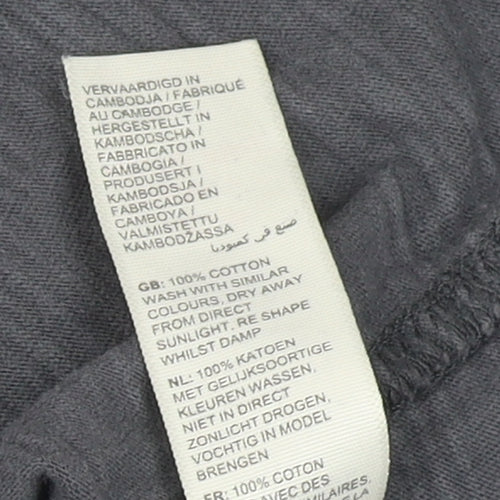 VERVAARDIGD IN
CAMBODJA / FABRIQUÉ
AU CAMBODGE /
HERGESTELLT IN
KAMBODSCHA /
FABBRICATO IN
CAMBOGIA /
PRODUSERT I
KAMBODSJA /
FABRICADO EN
CAMBOYA /
VALMISTETTU
KAMBODŽASSA
صنع في كمبوديا
GB: 100% COTTON
WASH WITH SIMILAR
COLOURS, DRY AWAY
FROM DIRECT
SUNLIGHT. RE SHAPE
WHILST DAMP
NL: 100% KATOEN
MET GELIJKSOORTIGE
KLEUREN WASSEN,
NIET IN DIRECT
ZONLICHT DROGEN,
VOCHTIG IN MODEL
BRENGEN
FR: 100% COTON
AVEC DES
SIMILAIRES.